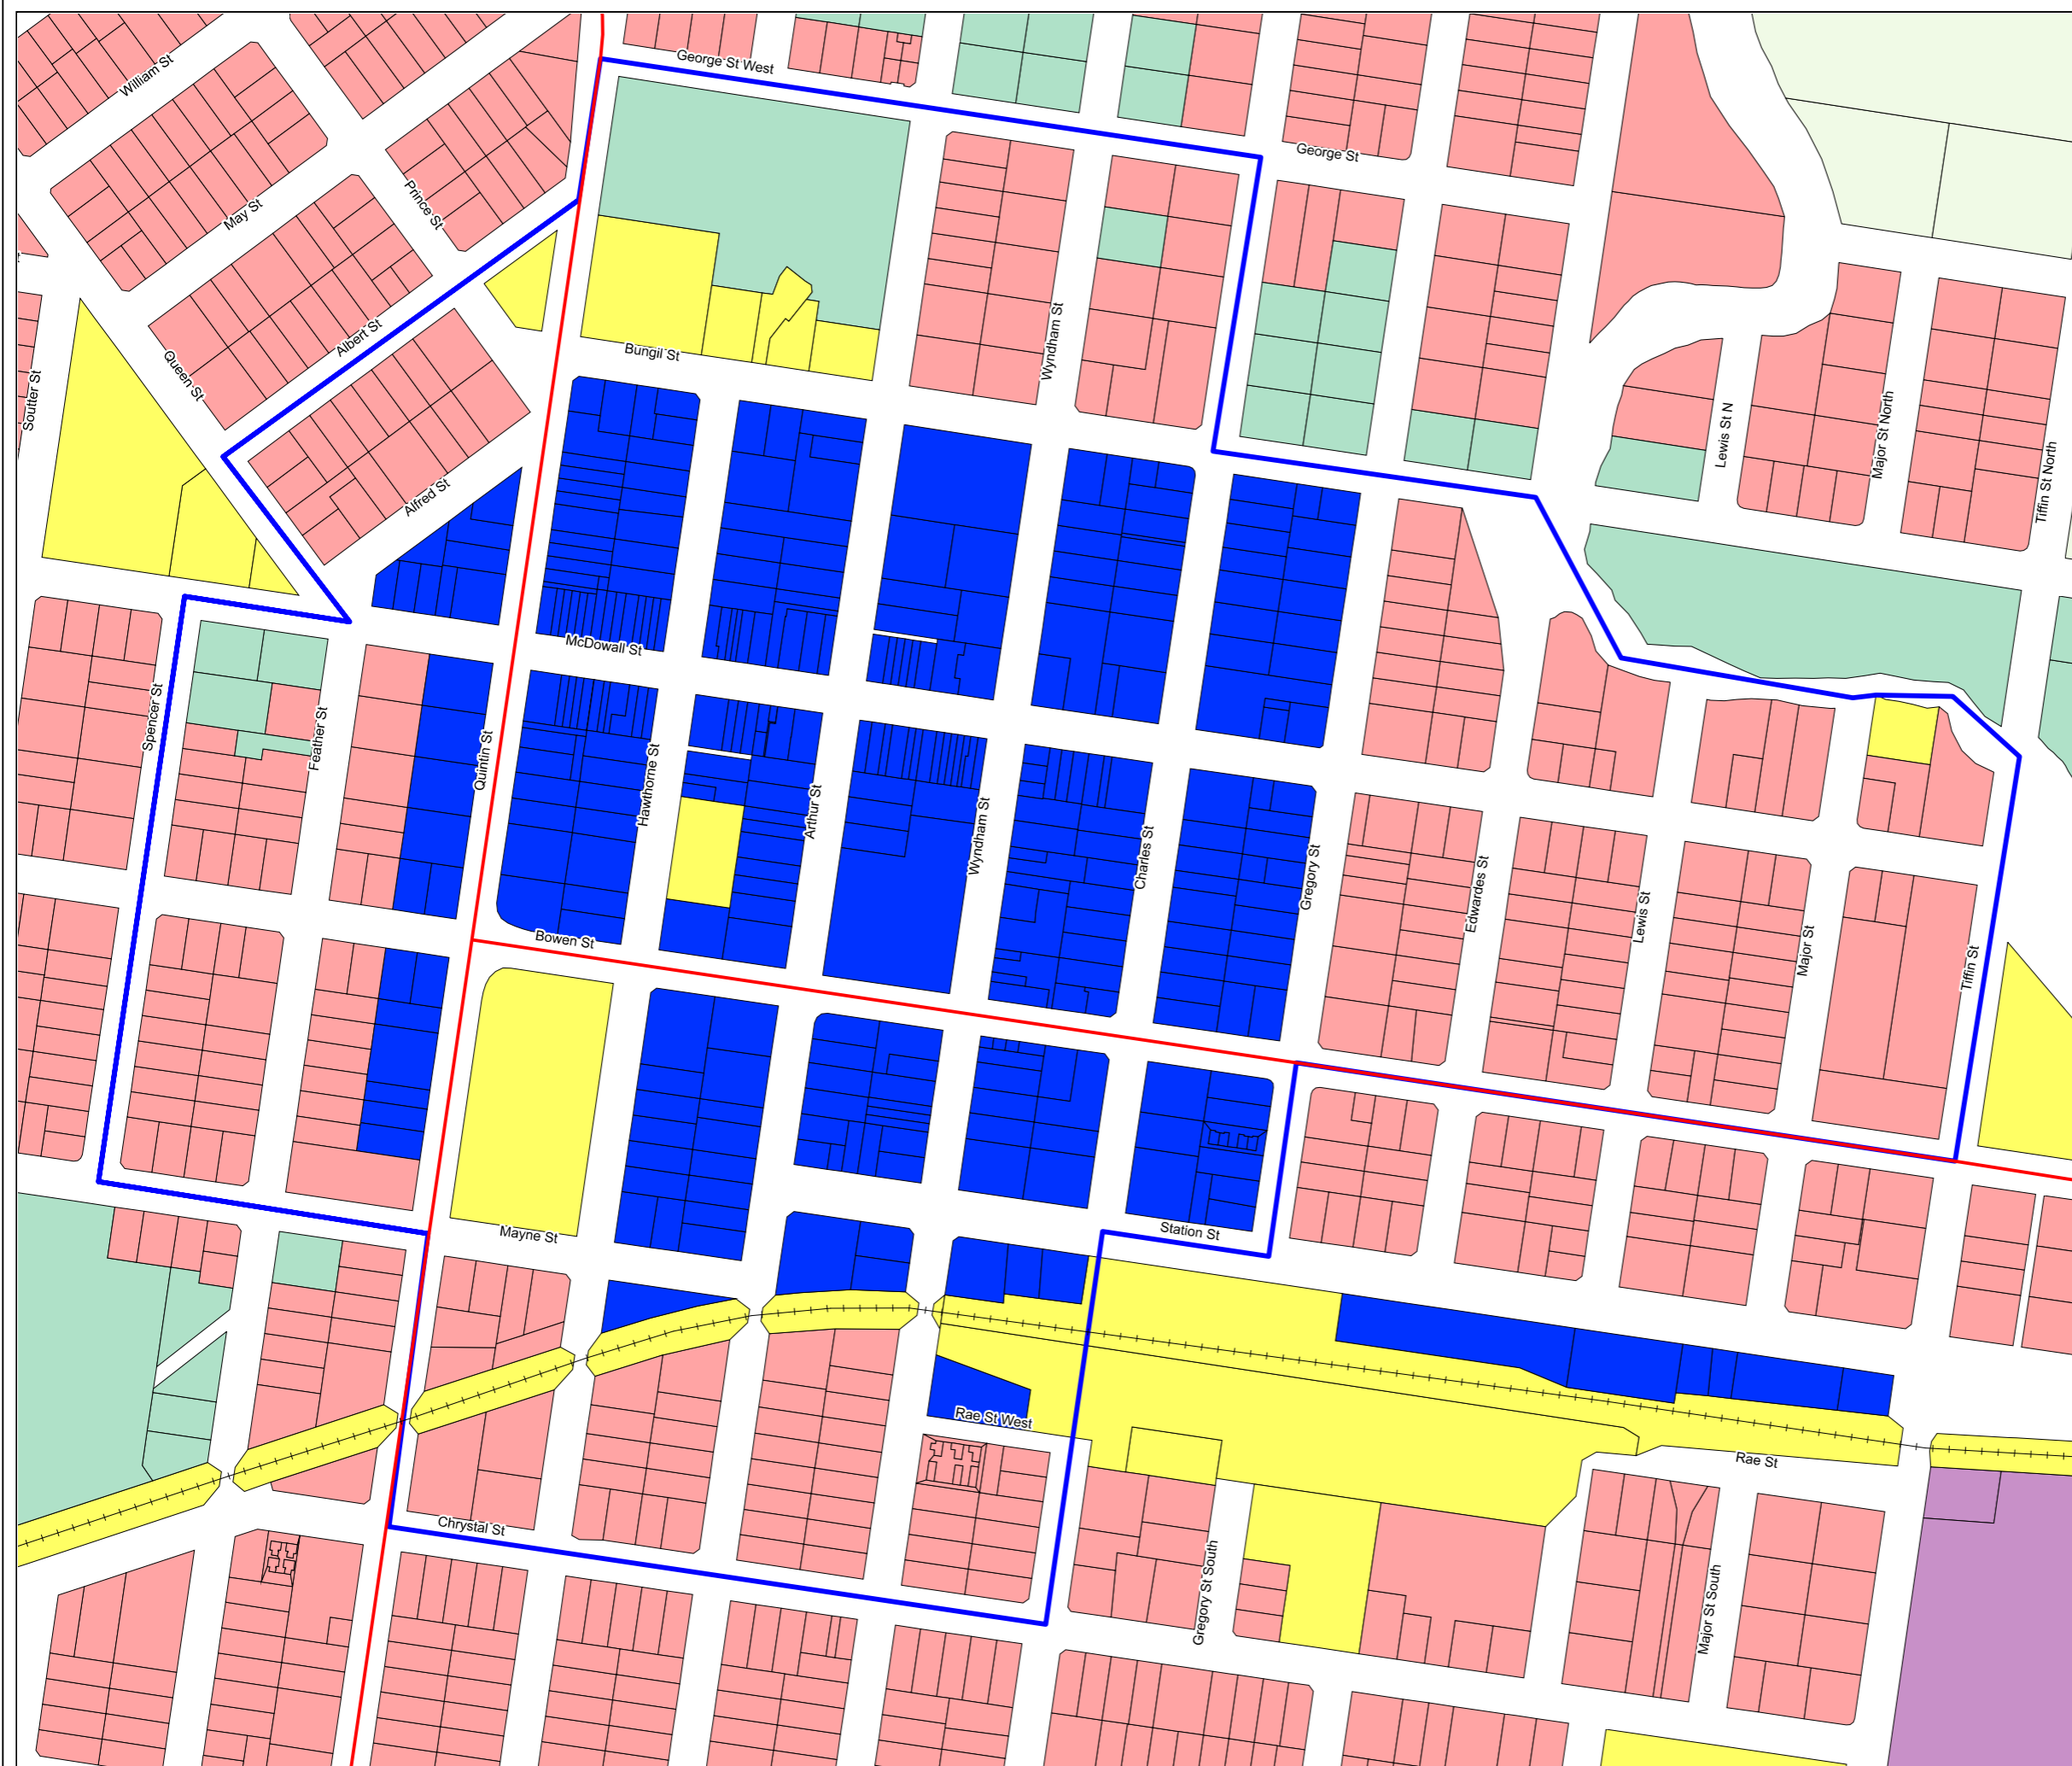 George St West
William St
George St
Prince St
May St
Wyndham St
Albert St
Bungil St
Queen St
Soutter St
Lewis St N
Major St North
Tiffin St North
Alfred St
McDowall St
Spencer St
Feather St
Quintin St
Hawthorne St
Arthur St
Wyndham St
Charles St
Gregory St
Edwardes St
Lewis St
Major St
Tiffin St
Bowen St
Mayne St
Station St
Rae St West
Rae St
Chrystal St
Gregory St South
Major St South